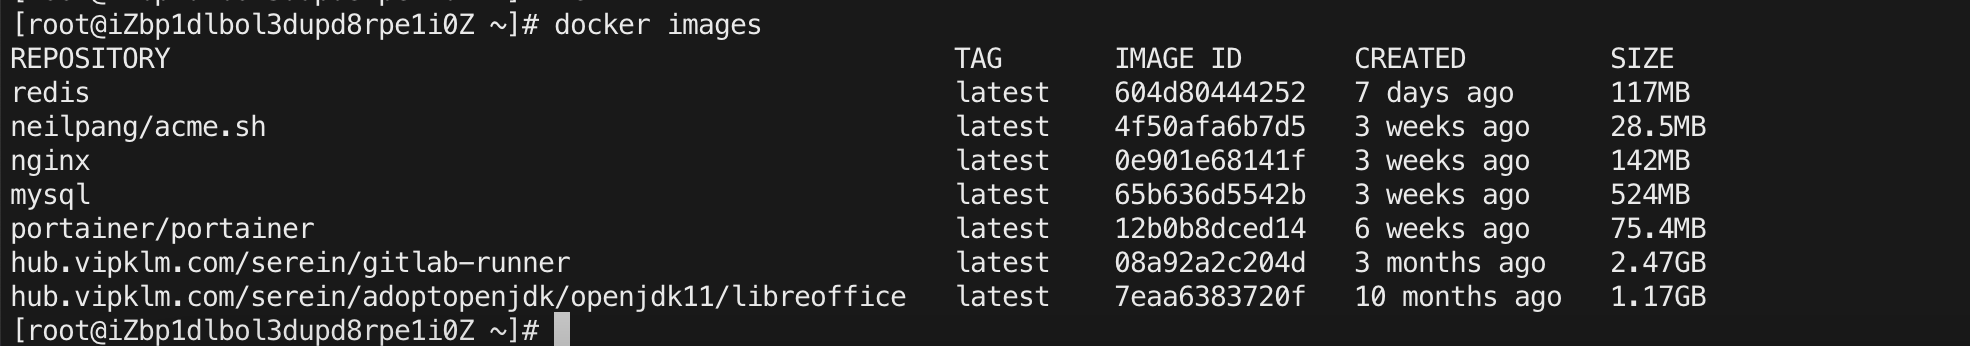 [root@iZbp1dlbol3dupd8rpe1i0Z ~]# docker images
REPOSITORY TAG IMAGE ID CREATED SIZE
redis latest 604d80444252 7 days ago 117MB
neilpang/acme.sh latest 4f50afa6b7d5 3 weeks ago 28.5MB
nginx latest 0e901e68141f 3 weeks ago 142MB
mysql latest 65b636d5542b 3 weeks ago 524MB
portainer/portainer latest 12b0b8dced14 6 weeks ago 75.4MB
hub.vipklm.com/serein/gitlab-runner latest 08a92a2c204d 3 months ago 2.47GB
hub.vipklm.com/serein/adoptopenjdk/openjdk11/libreoffice latest 7eaa6383720f 10 months ago 1.17GB
[root@iZbp1dlbol3dupd8rpe1i0Z ~]#